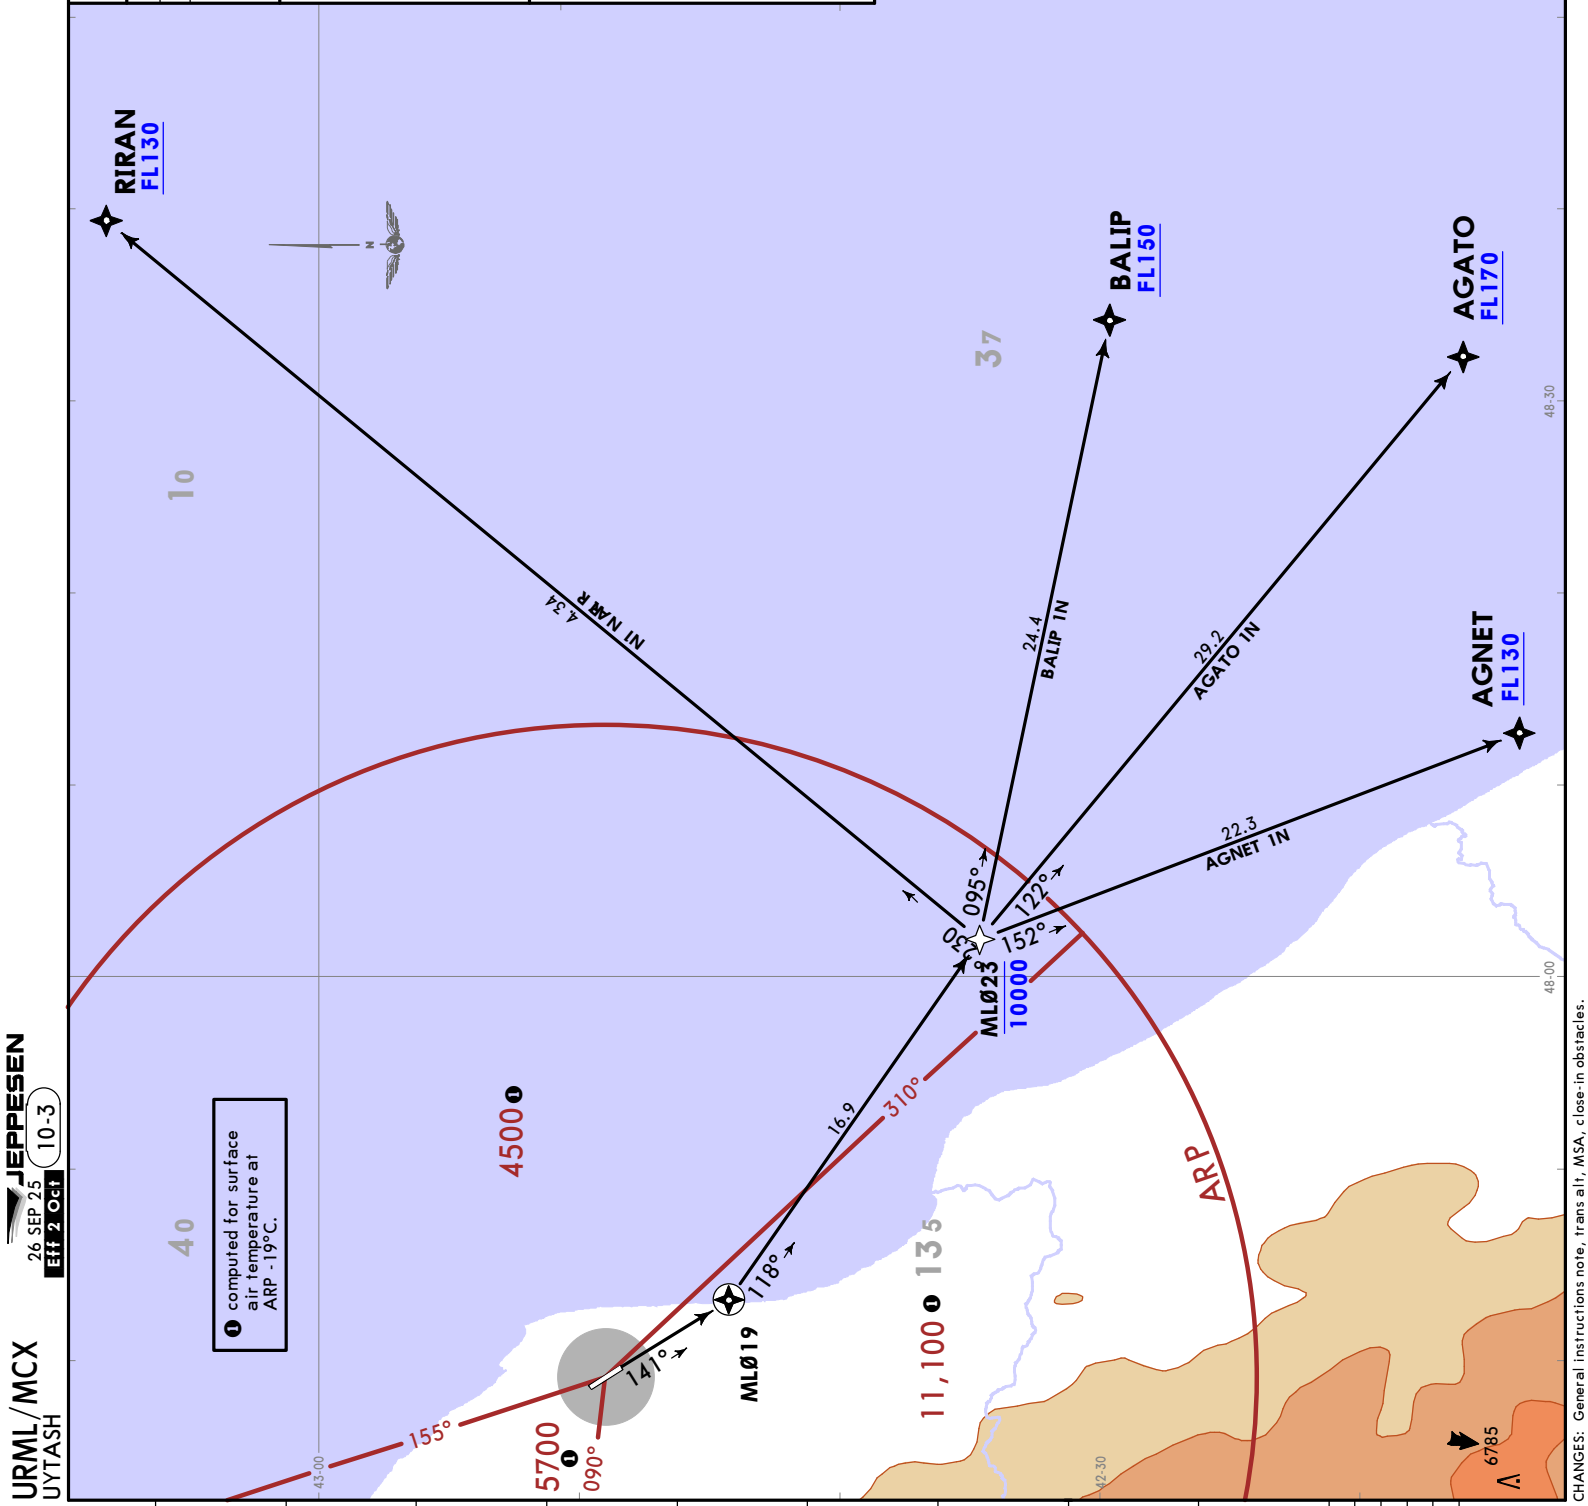 URML/MCX
UYTASH
JEPPESEN
26 SEP 25
10-3
Eff 2 Oct
1 computed for surface
air temperature at
ARP -19°C.
RIRAN
FL130
N
BALIP
FL150
AGATO
FL170
AGNET
FL130
40
10
37
135
4500 1
5700
1
11,100 1
155°
090°
310°
ARP
141°
MLØ19
118°
16.9
MLØ23
10000
095°
122°
152°
24.4
BALIP 1N
29.2
AGATO 1N
22.3
AGNET 1N
43-00
42-30
48-00
48-30
6785
CHANGES: General instructions note, trans alt, MSA, close-in obstacles.